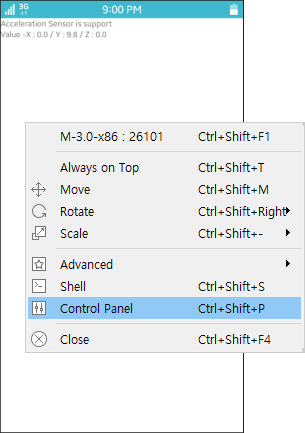 3G
9:00 PM
Acceleration Sensor is support
Value -X : 0.0 / Y : 9.8 / Z : 0.0
M-3.0-x86 : 26101 Ctrl+Shift+F1
Always on Top Ctrl+Shift+T
Move Ctrl+Shift+M
Rotate Ctrl+Shift+Right
Scale Ctrl+Shift+-
Advanced
Shell Ctrl+Shift+S
Control Panel Ctrl+Shift+P
Close Ctrl+Shift+F4